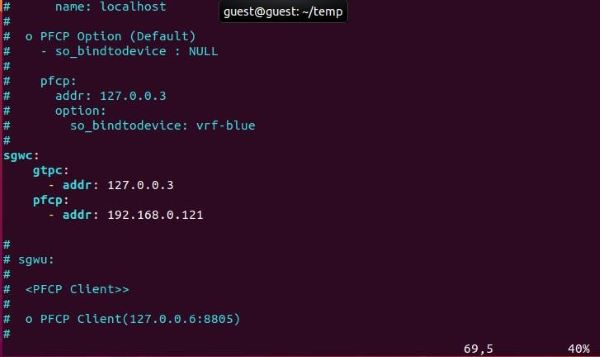 guest@guest: ~/temp
#      name: localhost
#
#  o PFCP Option (Default)
#    - so_bindtodevice : NULL
#
#    pfcp:
#      addr: 127.0.0.3
#      option:
#        so_bindtodevice: vrf-blue
#
sgwc:
    gtpc:
      - addr: 127.0.0.3
    pfcp:
      - addr: 192.168.0.121

#
# sgwu:
#
#  <PFCP Client>>
#
#  o PFCP Client(127.0.0.6:8805)
#
69,5          40%